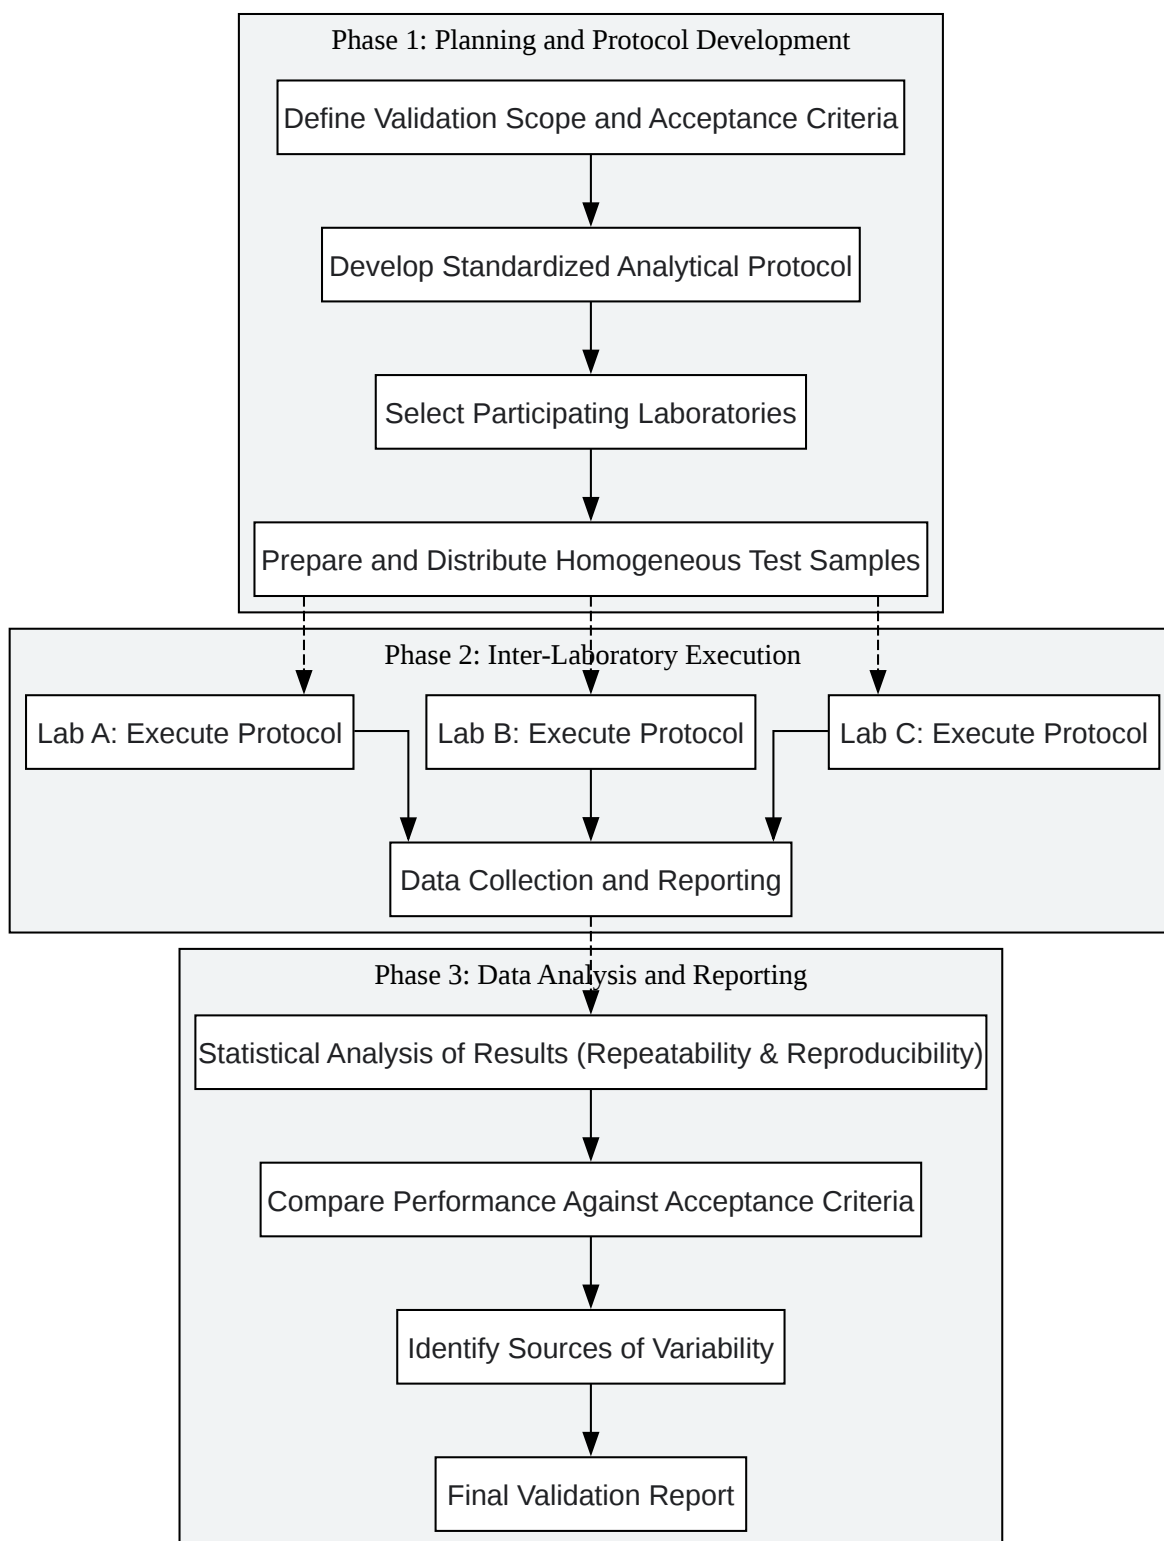 Phase 1: Planning and Protocol Development
Define Validation Scope and Acceptance Criteria
Develop Standardized Analytical Protocol
Select Participating Laboratories
Prepare and Distribute Homogeneous Test Samples
Phase 2: Inter-Laboratory Execution
Lab A: Execute Protocol
Lab B: Execute Protocol
Lab C: Execute Protocol
Data Collection and Reporting
Phase 3: Data Analysis and Reporting
Statistical Analysis of Results (Repeatability & Reproducibility)
Compare Performance Against Acceptance Criteria
Identify Sources of Variability
Final Validation Report